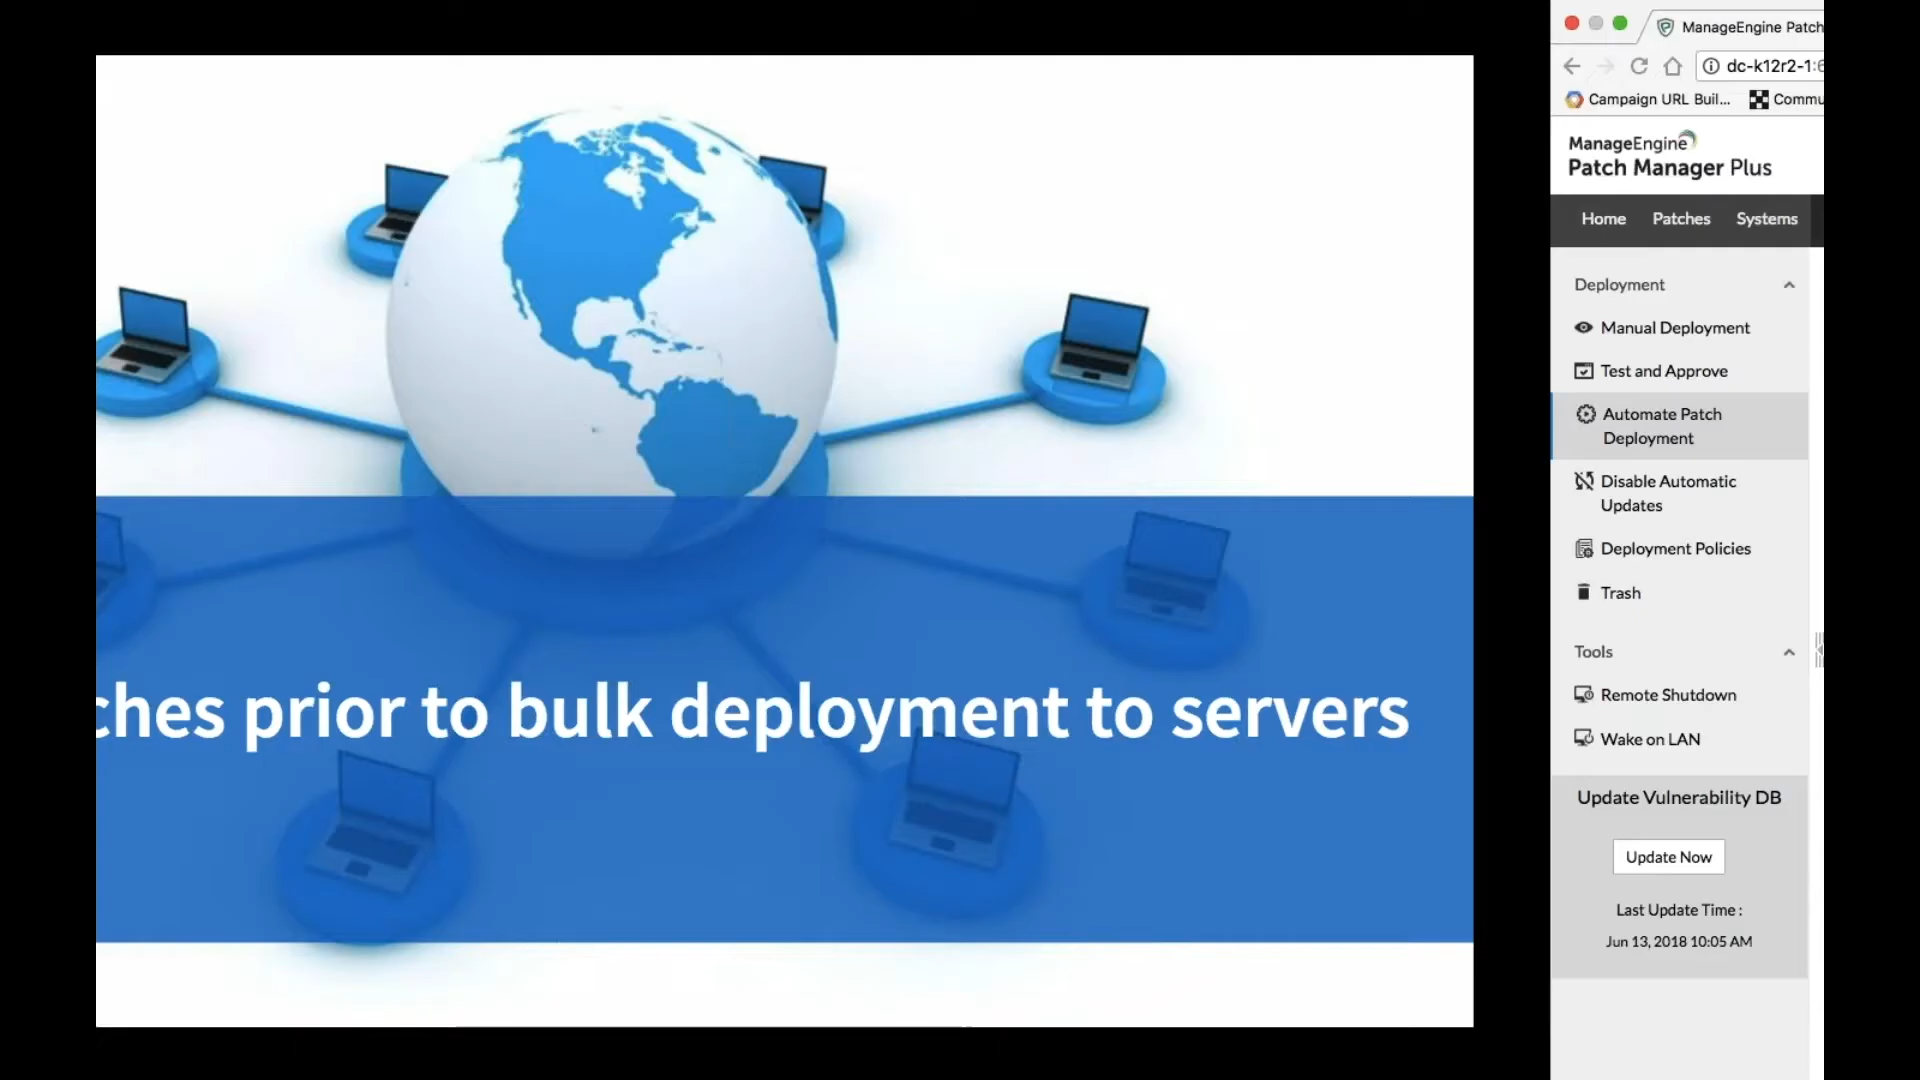 ches prior to bulk deployment to servers
ManageEngine Patch
dc-k12r2-1:6
Campaign URL Buil...
Commu
ManageEngine
Patch Manager Plus
Home Patches Systems
Deployment
Manual Deployment
Test and Approve
Automate Patch
Deployment
Disable Automatic
Updates
Deployment Policies
Trash
Tools
Remote Shutdown
Wake on LAN
Update Vulnerability DB
Update Now
Last Update Time :
Jun 13, 2018 10:05 AM